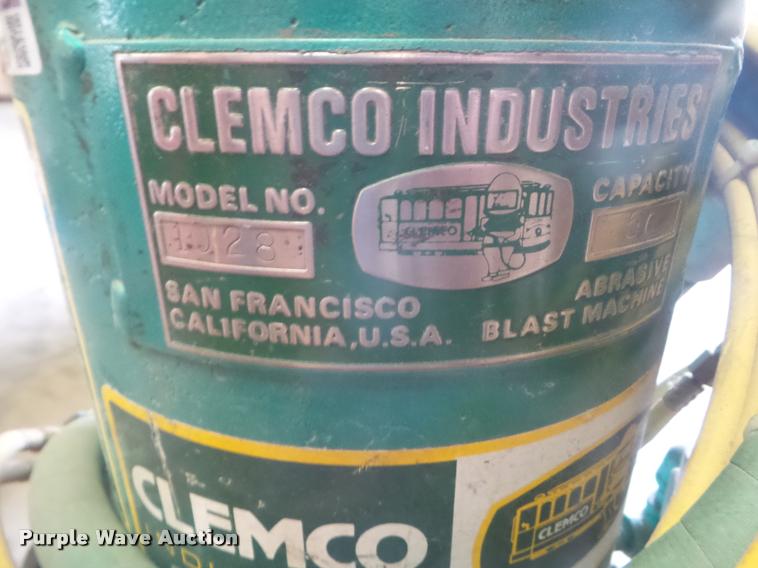 CLEMCO INDUSTRIES
MODEL NO.
CAPACITY
CLEMCO
SAN FRANCISCO
CALIFORNIA, U.S.A.
ABRASIVE
BLAST MACHINE
CLEMCO
CLEMCO
Purple Wave Auction